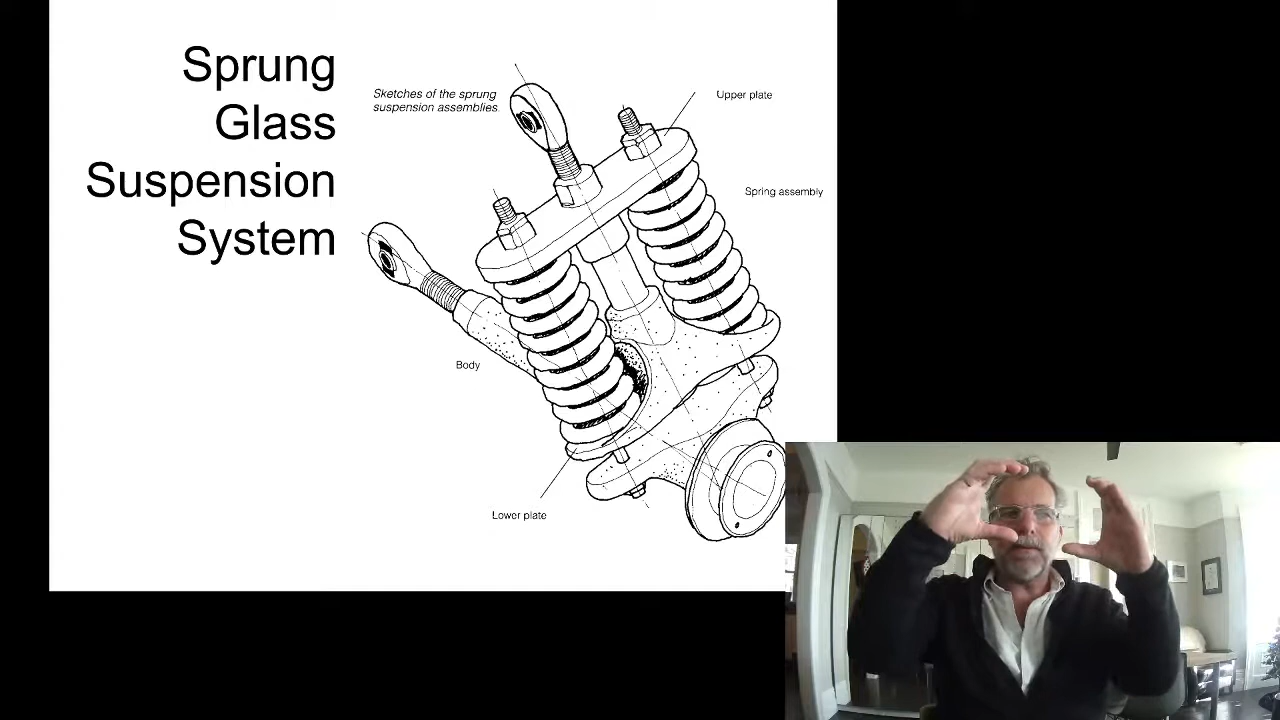 Sprung
Glass
Suspension
System
Sketches of the sprung
suspension assemblies.
Upper plate
Spring assembly
Body
Lower plate